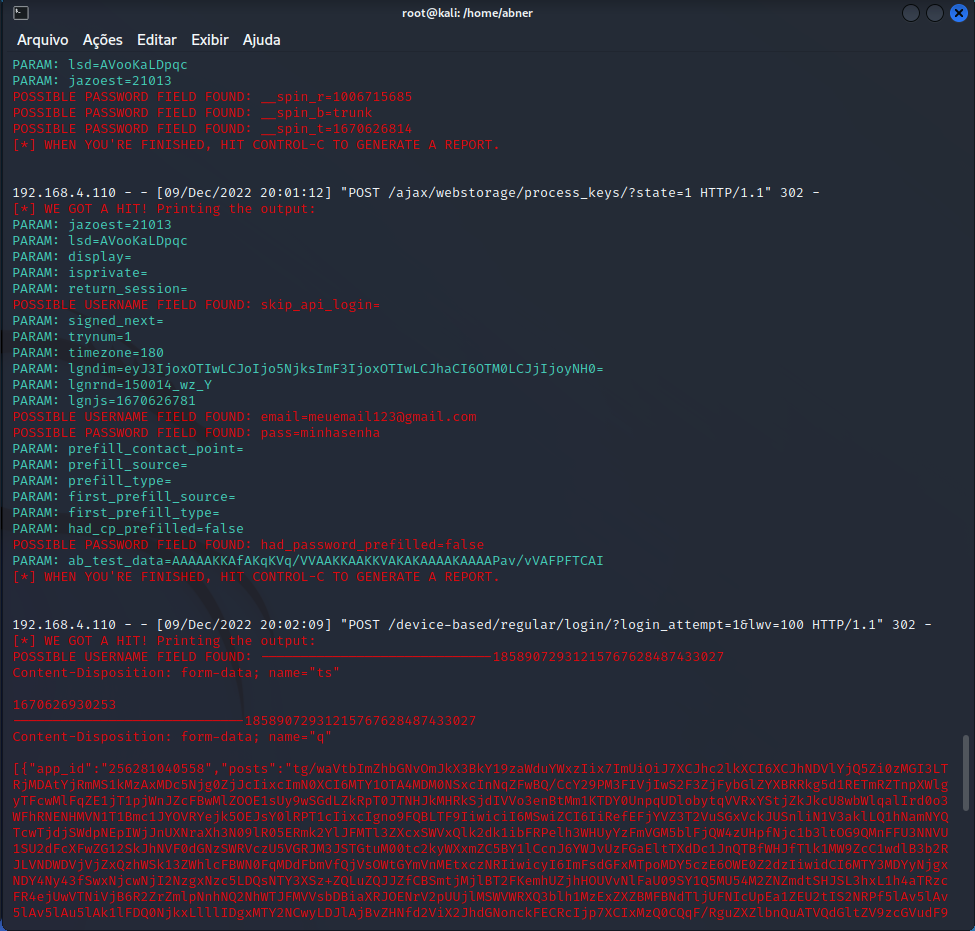 root@kali: /home/abner
Arquivo Ações Editar Exibir Ajuda
PARAM: lsd=AVooKaLDpqc
PARAM: jazoest=21013
POSSIBLE PASSWORD FIELD FOUND: __spin_r=1006715685
POSSIBLE PASSWORD FIELD FOUND: __spin_b=trunk
POSSIBLE PASSWORD FIELD FOUND: __spin_t=1670626814
[*] WHEN YOU'RE FINISHED, HIT CONTROL-C TO GENERATE A REPORT.
192.168.4.110 - - [09/Dec/2022 20:01:12] "POST /ajax/webstorage/process_keys/?state=1 HTTP/1.1" 302 -
[*] WE GOT A HIT! Printing the output:
PARAM: jazoest=21013
PARAM: lsd=AVooKaLDpqc
PARAM: display=
PARAM: isprivate=
PARAM: return_session=
POSSIBLE USERNAME FIELD FOUND: skip_api_login=
PARAM: signed_next=
PARAM: trynum=1
PARAM: timezone=180
PARAM: lgndim=eyJ3IjoxOTIwLCJoIjo5NjksImF3IjoxOTIwLCJhaCI6OTM0LCJjIjoyNH0=
PARAM: lgnrnd=150014_wz_Y
PARAM: lgnjs=1670626781
POSSIBLE USERNAME FIELD FOUND: email=meuemail123@gmail.com
POSSIBLE PASSWORD FIELD FOUND: pass=minhasenha
PARAM: prefill_contact_point=
PARAM: prefill_source=
PARAM: prefill_type=
PARAM: first_prefill_source=
PARAM: first_prefill_type=
PARAM: had_cp_prefilled=false
POSSIBLE PASSWORD FIELD FOUND: had_password_prefilled=false
PARAM: ab_test_data=AAAAAKKAfAKqKVq/VVAAKKAAKKVAKAKAAAAKAAAAPav/vVAFPFTCAI
[*] WHEN YOU'RE FINISHED, HIT CONTROL-C TO GENERATE A REPORT.
192.168.4.110 - - [09/Dec/2022 20:02:09] "POST /device-based/regular/login/?login_attempt=1&lwv=100 HTTP/1.1" 302 -
[*] WE GOT A HIT! Printing the output:
POSSIBLE USERNAME FIELD FOUND: -----------------------------18589072931215767628487433027
Content-Disposition: form-data; name="ts"
1670626930253
-----------------------------18589072931215767628487433027
Content-Disposition: form-data; name="q"
[{"app_id":"256281040558","posts":"tg/waVtbImZhbGNvOmJkX3BkY19zaWduYWxzIix7ImUiOiJ7XCJhc2lkXCI6XCJhNDVlYjQ5Zi0zMGI3LT